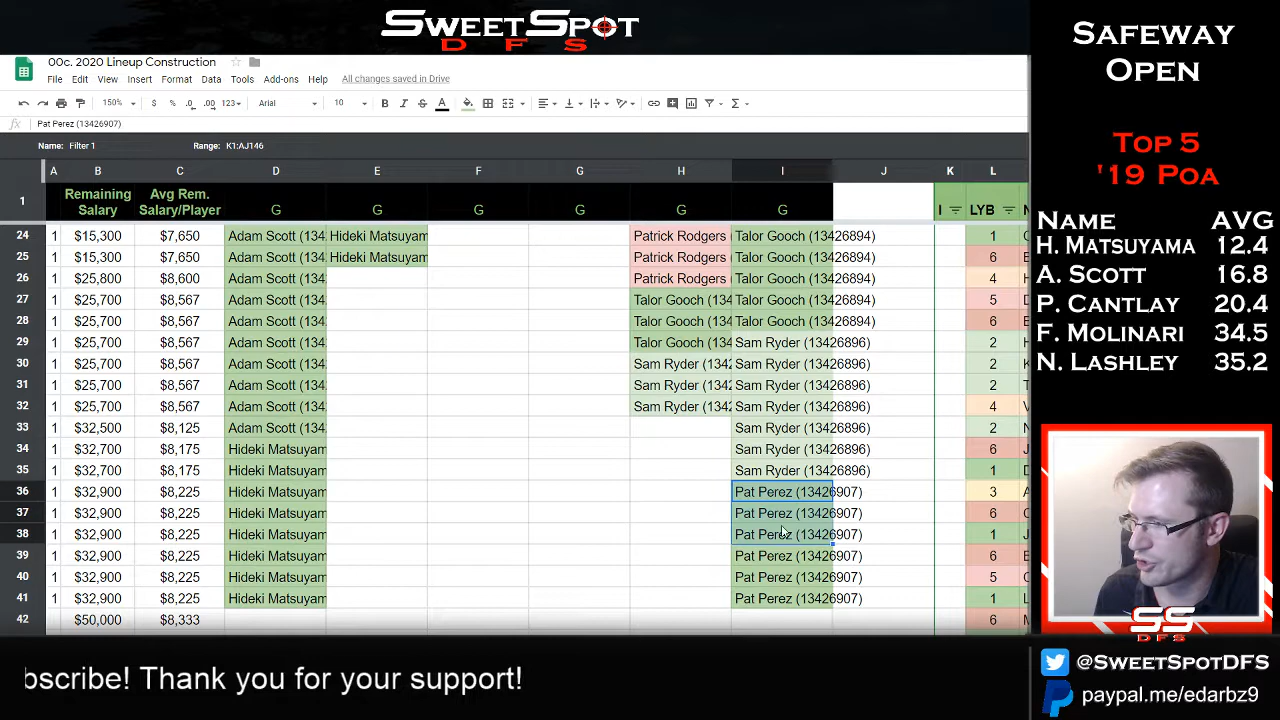 SweetSpot
DFS
00c. 2020 Lineup Construction
File Edit View Insert Format Data Tools Add-ons Help All changes saved in Drive
150% $ % .0 .00 123 Arial 10 B I S A Σ
fx Pat Perez (13426907)
Name: Filter 1 Range: K1:AJ146
A B C D E F G H I J K L
1 Remaining Salary Avg Rem. Salary/Player G G G G G G I LYB
24 1 $15,300 $7,650 Adam Scott (134 Hideki Matsuyam Patrick Rodgers ( Talor Gooch (13426894) 1
25 1 $15,300 $7,650 Adam Scott (134 Hideki Matsuyam Patrick Rodgers ( Talor Gooch (13426894) 6
26 1 $25,800 $8,600 Adam Scott (134 Patrick Rodgers ( Talor Gooch (13426894) 4
27 1 $25,700 $8,567 Adam Scott (134 Talor Gooch (134 Talor Gooch (13426894) 5
28 1 $25,700 $8,567 Adam Scott (134 Talor Gooch (134 Talor Gooch (13426894) 6
29 1 $25,700 $8,567 Adam Scott (134 Talor Gooch (134 Sam Ryder (13426896) 2
30 1 $25,700 $8,567 Adam Scott (134 Sam Ryder (1342 Sam Ryder (13426896) 2
31 1 $25,700 $8,567 Adam Scott (134 Sam Ryder (1342 Sam Ryder (13426896) 2
32 1 $25,700 $8,567 Adam Scott (134 Sam Ryder (1342 Sam Ryder (13426896) 4
33 1 $32,500 $8,125 Adam Scott (134 Sam Ryder (13426896) 2
34 1 $32,700 $8,175 Hideki Matsuyam Sam Ryder (13426896) 6
35 1 $32,700 $8,175 Hideki Matsuyam Sam Ryder (13426896) 1
36 1 $32,900 $8,225 Hideki Matsuyam Pat Perez (13426907) 3
37 1 $32,900 $8,225 Hideki Matsuyam Pat Perez (13426907) 6
38 1 $32,900 $8,225 Hideki Matsuyam Pat Perez (13426907) 1
39 1 $32,900 $8,225 Hideki Matsuyam Pat Perez (13426907) 6
40 1 $32,900 $8,225 Hideki Matsuyam Pat Perez (13426907) 5
41 1 $32,900 $8,225 Hideki Matsuyam Pat Perez (13426907) 1
42 $50,000 $8,333 6
bscribe! Thank you for your support!
Safeway
Open
Top 5
'19 Poa
Name AVG
H. Matsuyama 12.4
A. Scott 16.8
P. Cantlay 20.4
F. Molinari 34.5
N. Lashley 35.2
SS
DFS
@SweetSpotDFS
paypal.me/edarbz9